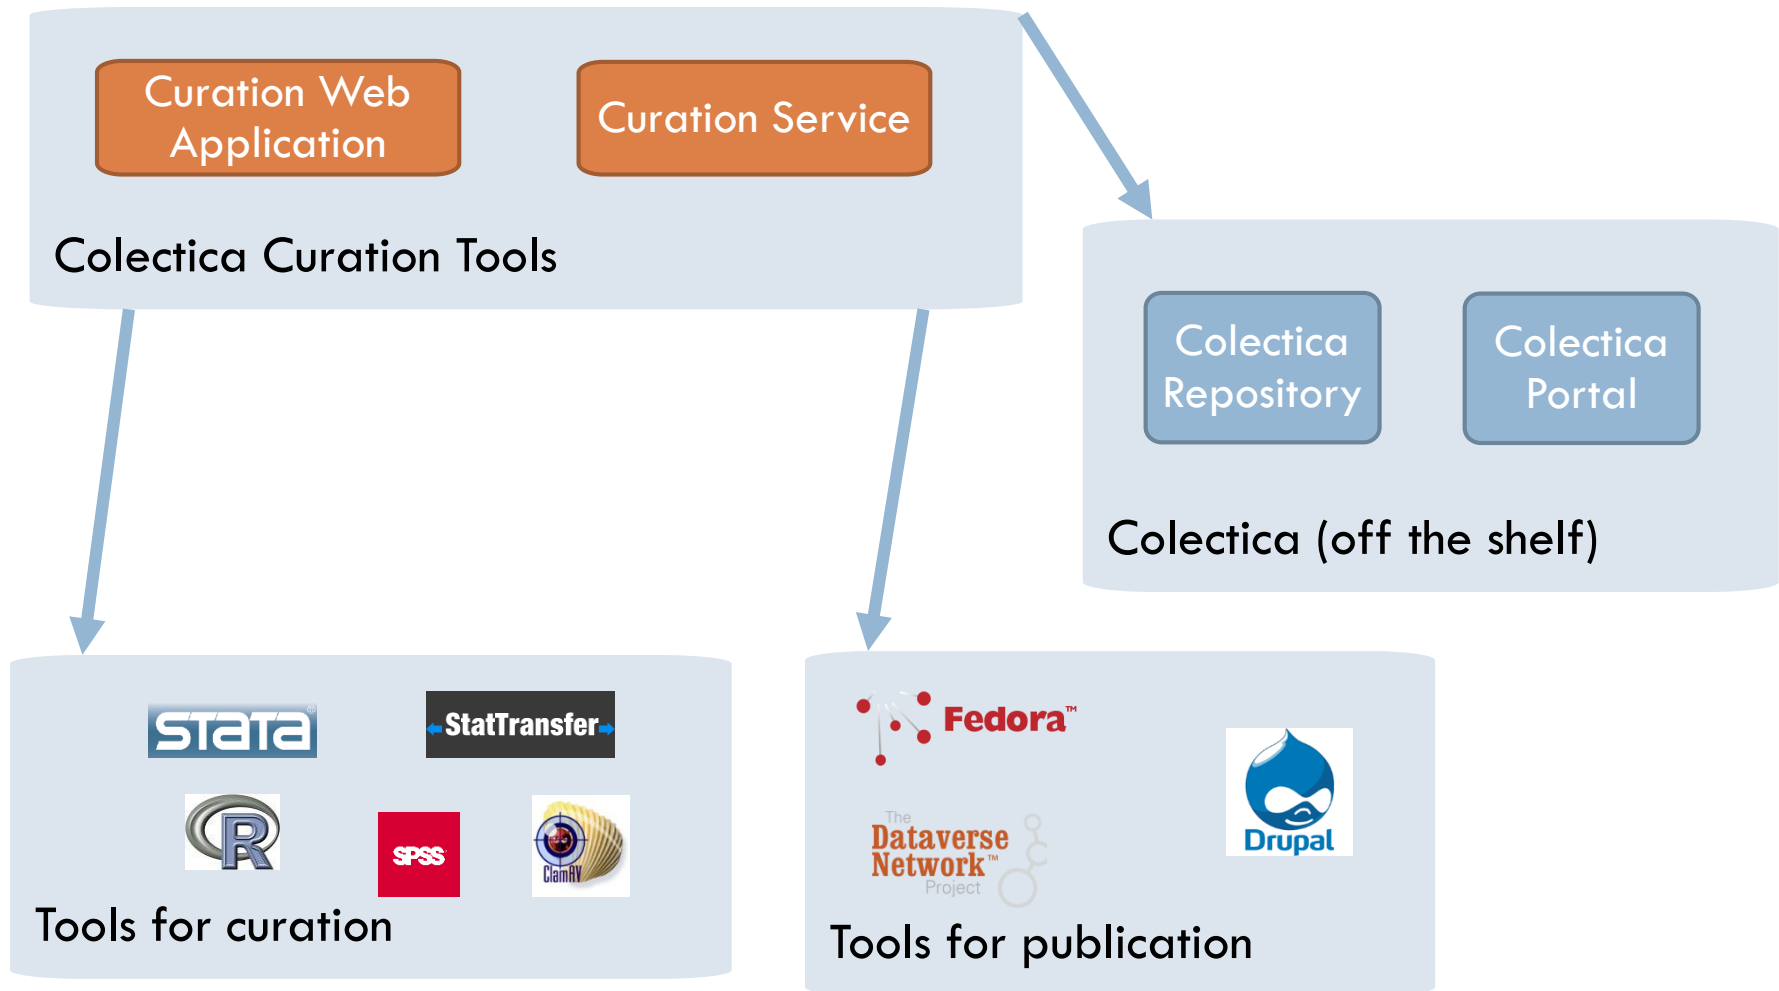 Curation Web
Application
Curation Service
Colectica Curation Tools
Colectica
Repository
Colectica
Portal
Colectica (off the shelf)
STATA®
StatTransfer
R
SPSS
ClamAV
Tools for curation
Fedora™
The
Dataverse
Network™
Project
Drupal
Tools for publication